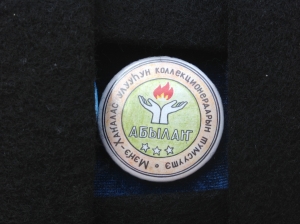 Мэҥэ-Хаҥалас улууһун коллекционердарын түмсүүтэ
АБЫЛАҤ